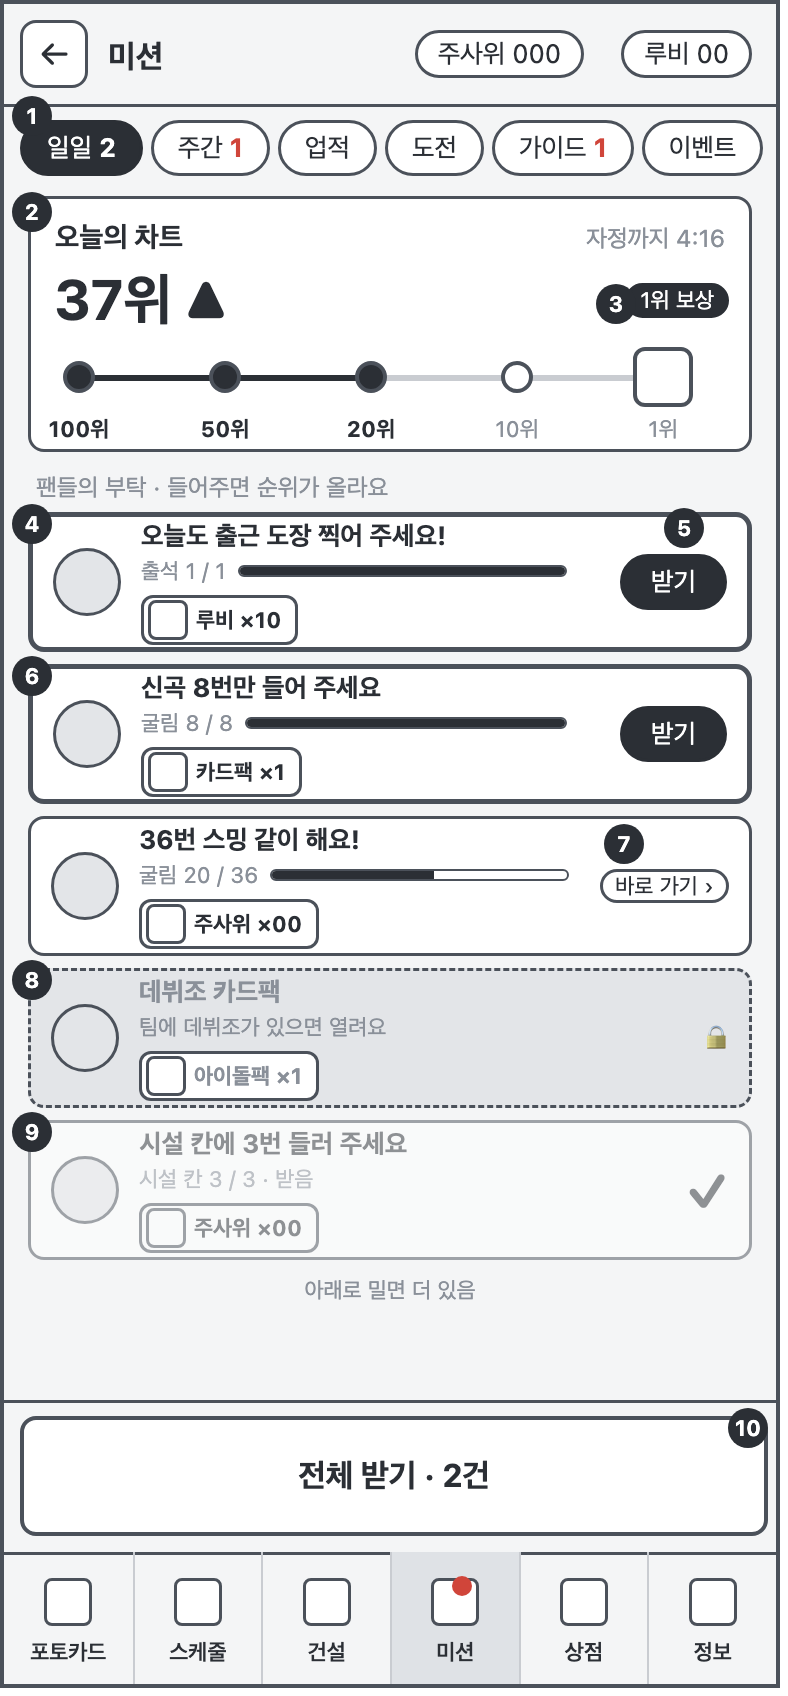 미션
주사위 000
루비 00
1
일일 2
주간 1
업적
도전
가이드 1
이벤트
2
오늘의 차트
자정까지 4:16
37위 ▲
3
1위 보상
100위
50위
20위
10위
1위
팬들의 부탁 · 들어주면 순위가 올라요
4
오늘도 출근 도장 찍어 주세요!
출석 1 / 1
루비 ×10
5
받기
6
신곡 8번만 들어 주세요
굴림 8 / 8
카드팩 ×1
받기
36번 스밍 같이 해요!
굴림 20 / 36
주사위 ×00
7
바로 가기 ›
8
데뷔조 카드팩
팀에 데뷔조가 있으면 열려요
아이돌팩 ×1
9
시설 칸에 3번 들러 주세요
시설 칸 3 / 3 · 받음
주사위 ×00
아래로 밀면 더 있음
10
전체 받기 · 2건
포토카드
스케줄
건설
미션
상점
정보